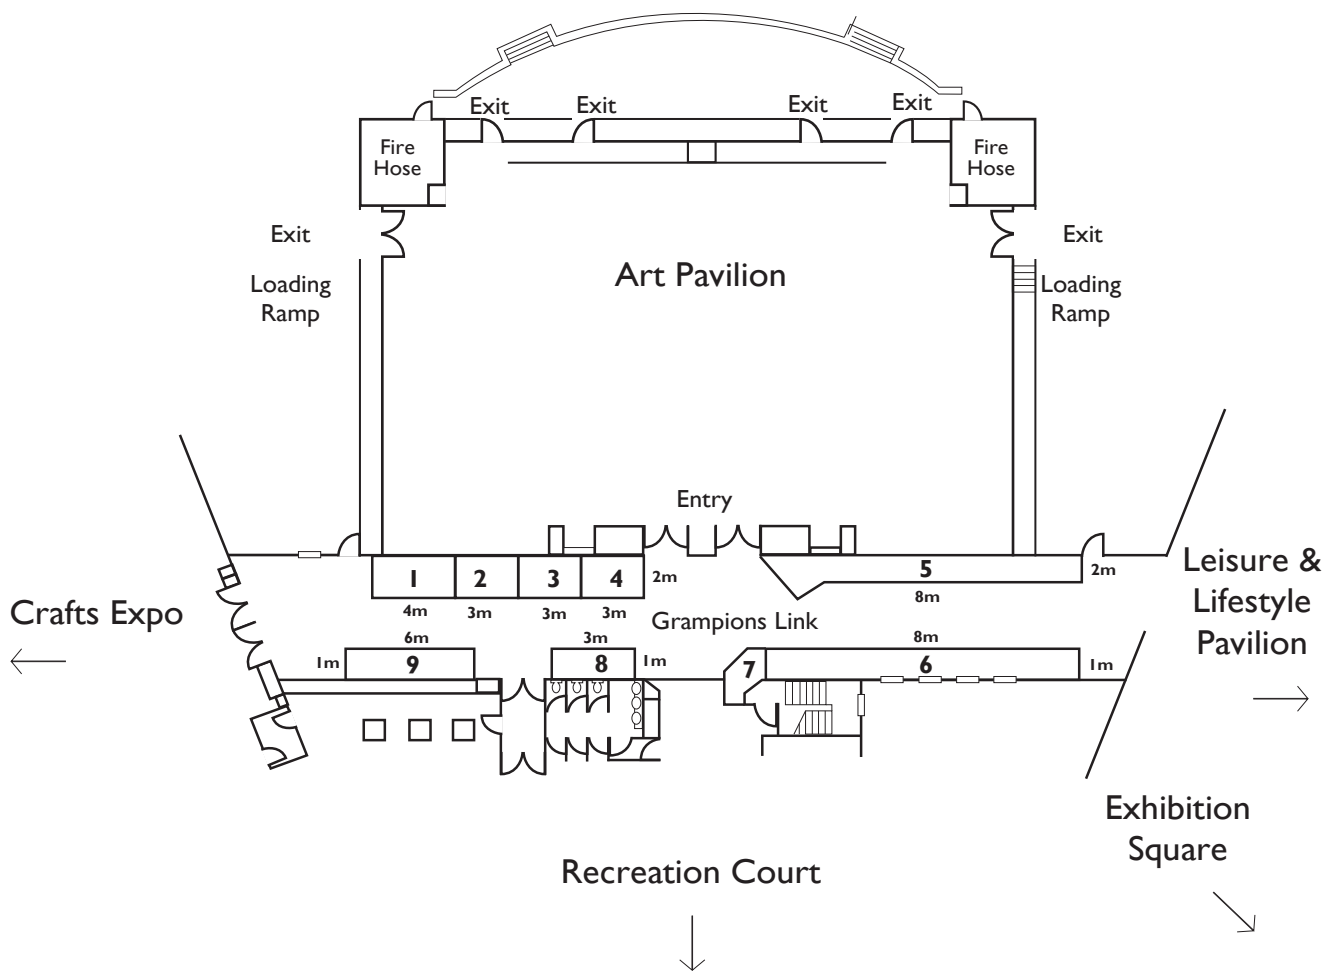 Exit
Exit
Exit
Exit
Fire
Hose
Fire
Hose
Exit
Exit
Art Pavilion
Loading
Ramp
Loading
Ramp
Entry
1
2
3
4
2m
5
2m
4m
3m
3m
3m
8m
Leisure &
Lifestyle
Pavilion
Crafts Expo
Grampions Link
6m
3m
8m
1m
9
8
1m
7
6
1m
Exhibition
Square
Recreation Court